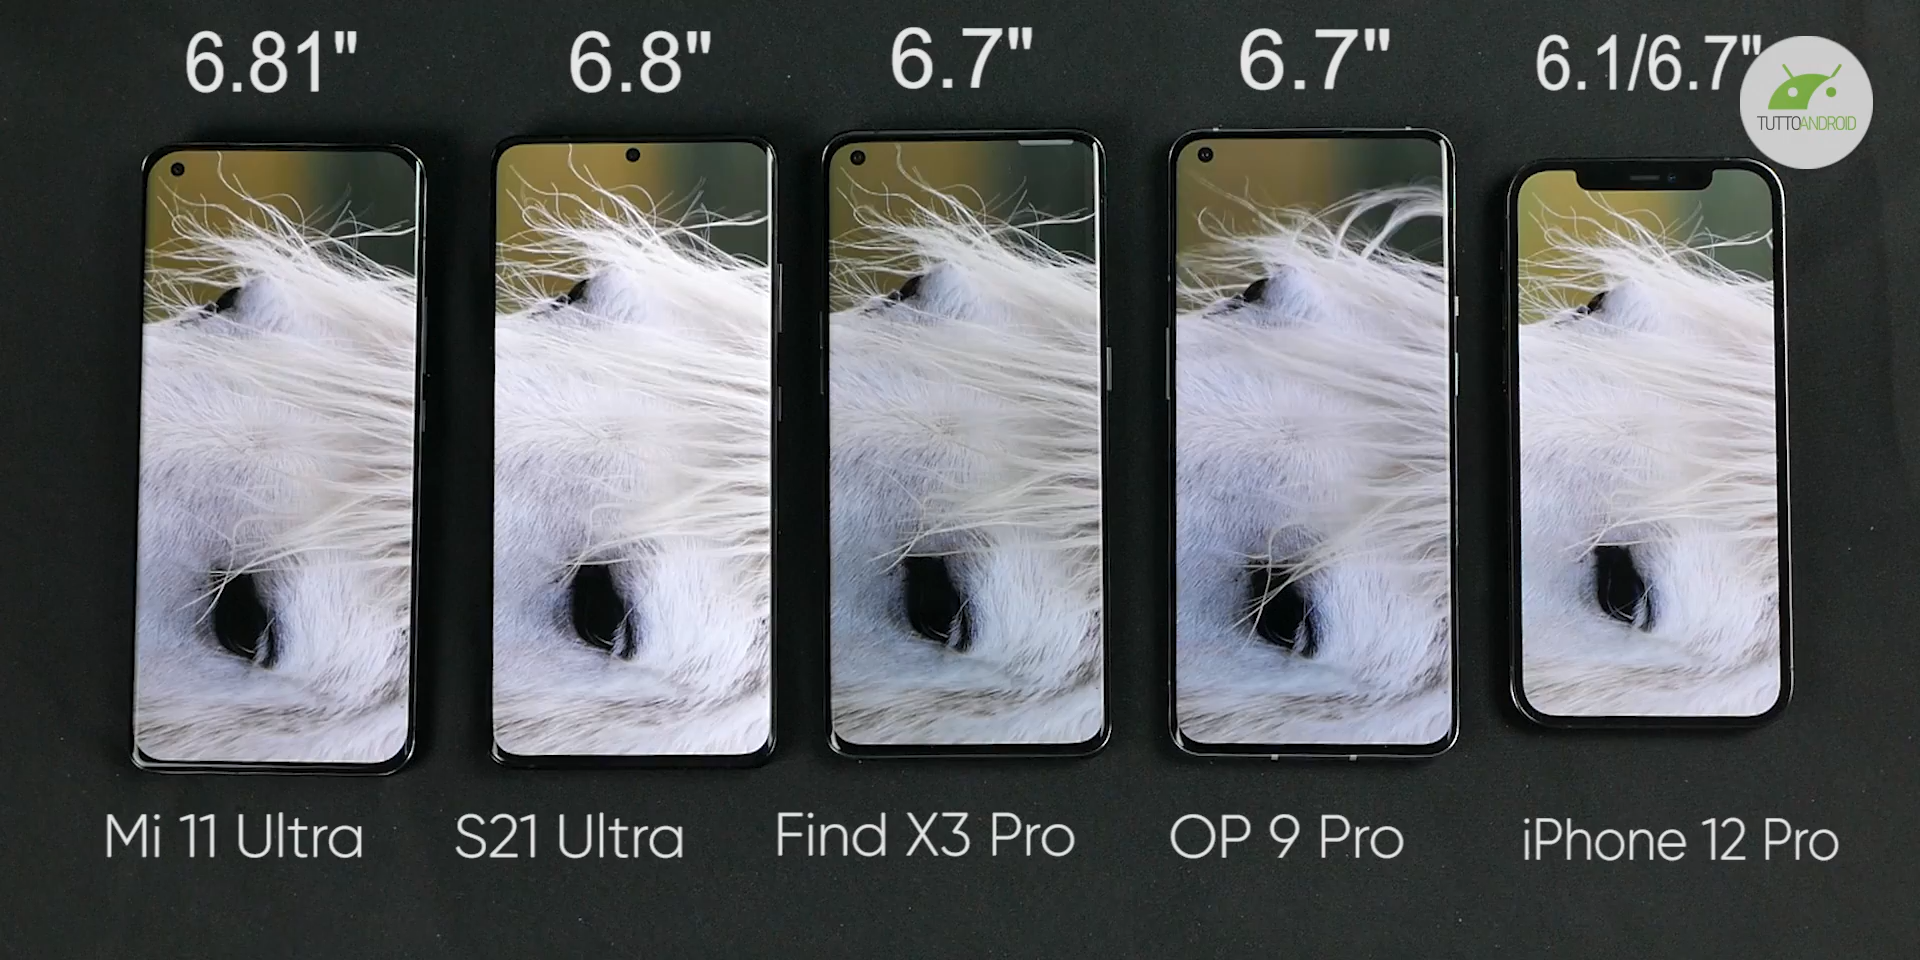 6.81"
6.8"
6.7"
6.7"
6.1/6.7"
TUTTOANDROID
Mi 11 Ultra
S21 Ultra
Find X3 Pro
OP 9 Pro
iPhone 12 Pro